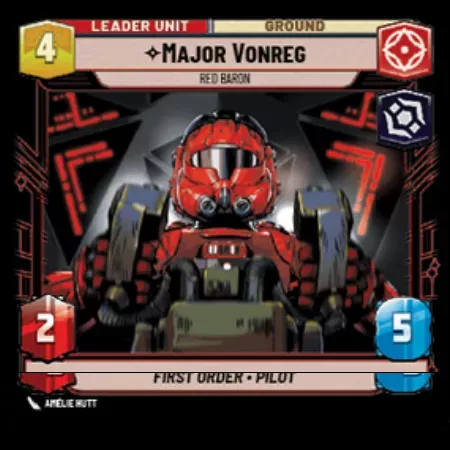 LEADER UNIT GROUND
4 MAJOR VONREG
RED BARON
2 5
FIRST ORDER • PILOT
AMÉLIE HUTT